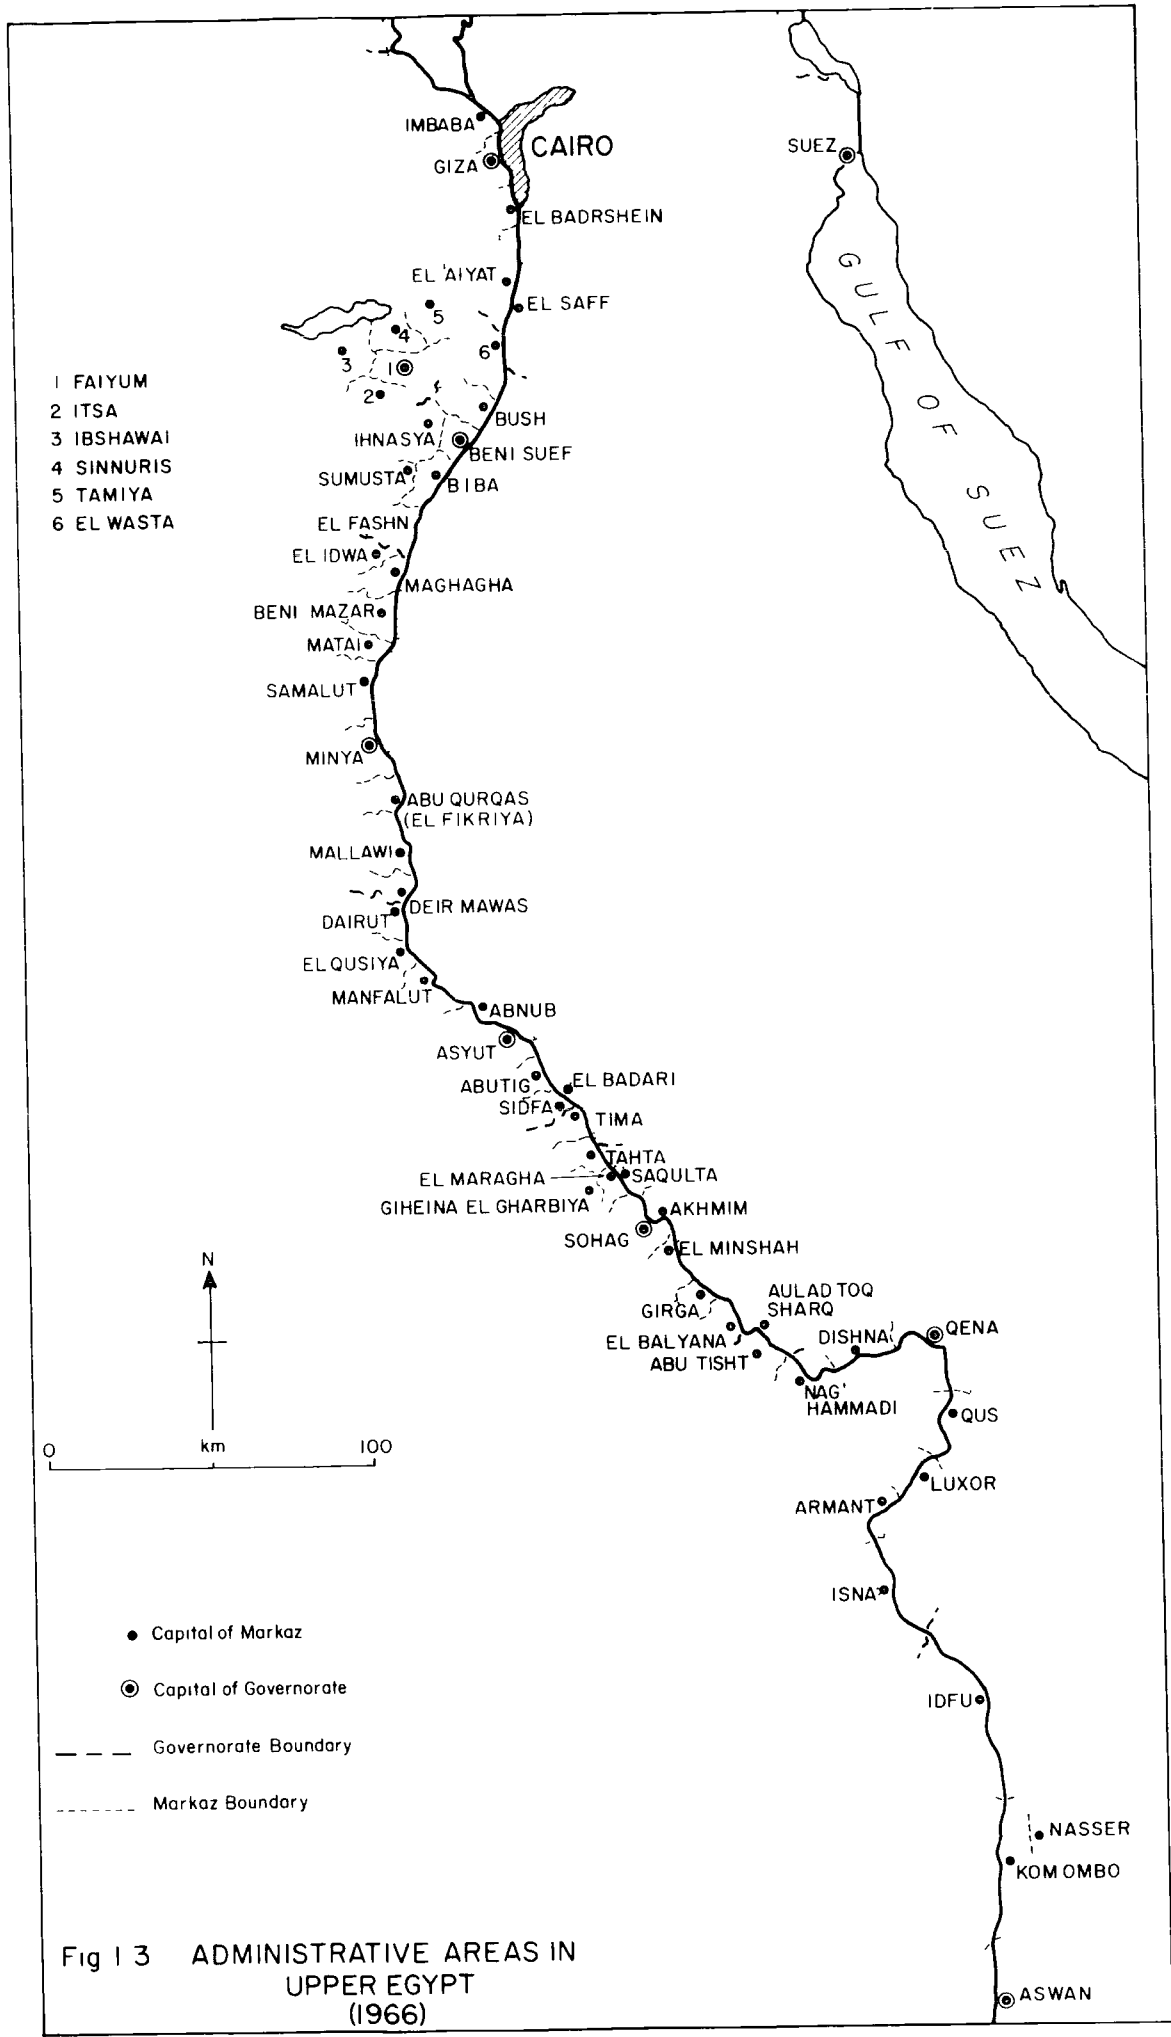 IMBABA
CAIRO
GIZA
SUEZ
EL BADRSHEIN
EL 'AIYAT
EL SAFF
GULF OF SUEZ
5
4
6
3
1
2
1 FAIYUM
2 ITSA
3 IBSHAWAI
4 SINNURIS
5 TAMIYA
6 EL WASTA
BUSH
IHNASYA
BENI SUEF
SUMUSTA
BIBA
EL FASHN
EL IDWA
MAGHAGHA
BENI MAZAR
MATAI
SAMALUT
MINYA
ABU QURQAS
(EL FIKRIYA)
MALLAWI
DEIR MAWAS
DAIRUT
EL QUSIYA
MANFALUT
ABNUB
ASYUT
ABUTIG
EL BADARI
SIDFA
TIMA
TAHTA
EL MARAGHA
SAQULTA
GIHEINA EL GHARBIYA
AKHMIM
SOHAG
EL MINSHAH
GIRGA
AULAD TOQ
SHARQ
EL BALYANA
ABU TISHT
DISHNA
QENA
NAG'
HAMMADI
QUS
LUXOR
ARMANT
ISNA
IDFU
NASSER
KOM OMBO
ASWAN
N
0 km 100
Capital of Markaz
Capital of Governorate
Governorate Boundary
Markaz Boundary
Fig 1 3 ADMINISTRATIVE AREAS IN
UPPER EGYPT
(1966)